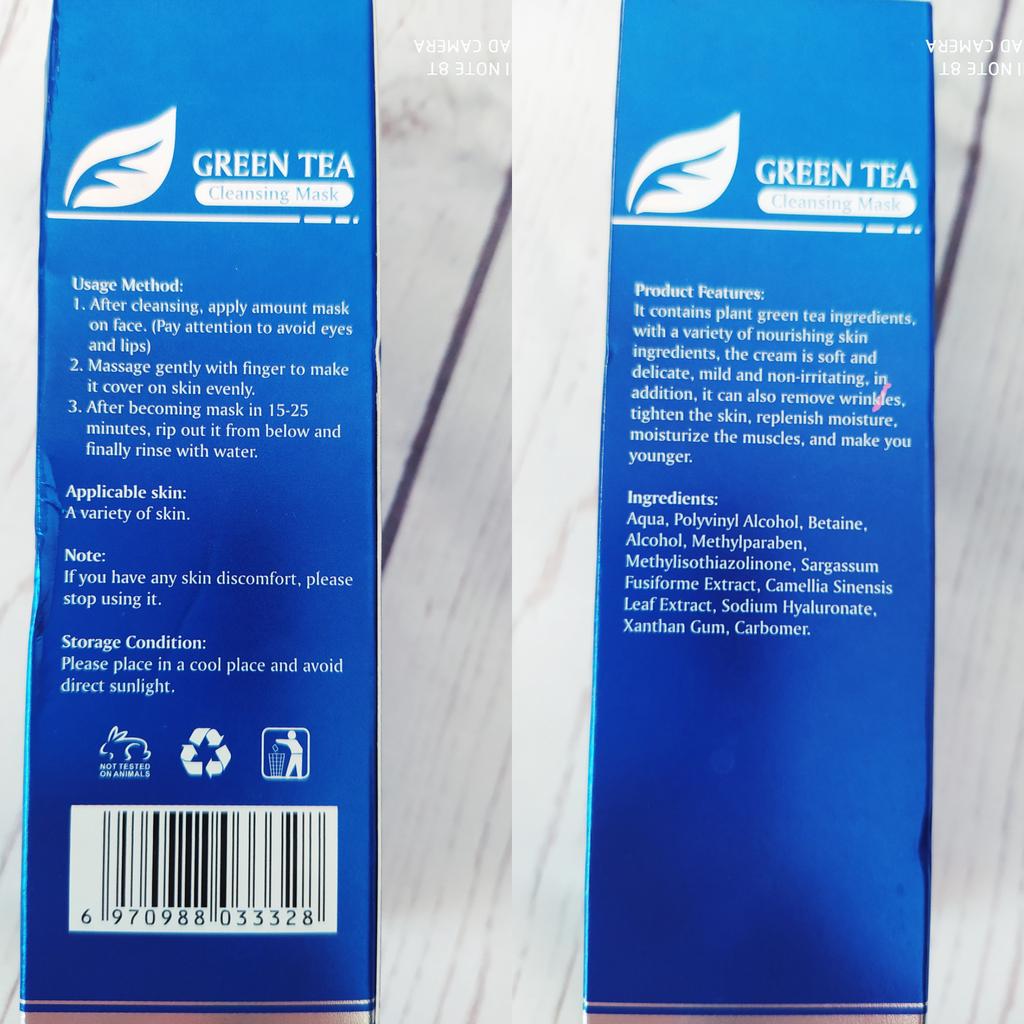 GREEN TEA
Cleansing Mask
Usage Method:
1. After cleansing, apply amount mask
on face. (Pay attention to avoid eyes
and lips)
2. Massage gently with finger to make
it cover on skin evenly.
3. After becoming mask in 15-25
minutes, rip out it from below and
finally rinse with water.
Applicable skin:
A variety of skin.
Note:
If you have any skin discomfort, please
stop using it.
Storage Condition:
Please place in a cool place and avoid
direct sunlight.
NOT TESTED
ON ANIMALS
6 970988 033328
GREEN TEA
Cleansing Mask
Product Features:
It contains plant green tea ingredients,
with a variety of nourishing skin
ingredients, the cream is soft and
delicate, mild and non-irritating, in
addition, it can also remove wrinkles,
tighten the skin, replenish moisture,
moisturize the muscles, and make you
younger.
Ingredients:
Aqua, Polyvinyl Alcohol, Betaine,
Alcohol, Methylparaben,
Methylisothiazolinone, Sargassum
Fusiforme Extract, Camellia Sinensis
Leaf Extract, Sodium Hyaluronate,
Xanthan Gum, Carbomer.
NOTE 8T
AD CAMERA
NOTE 8T
AD CAMERA